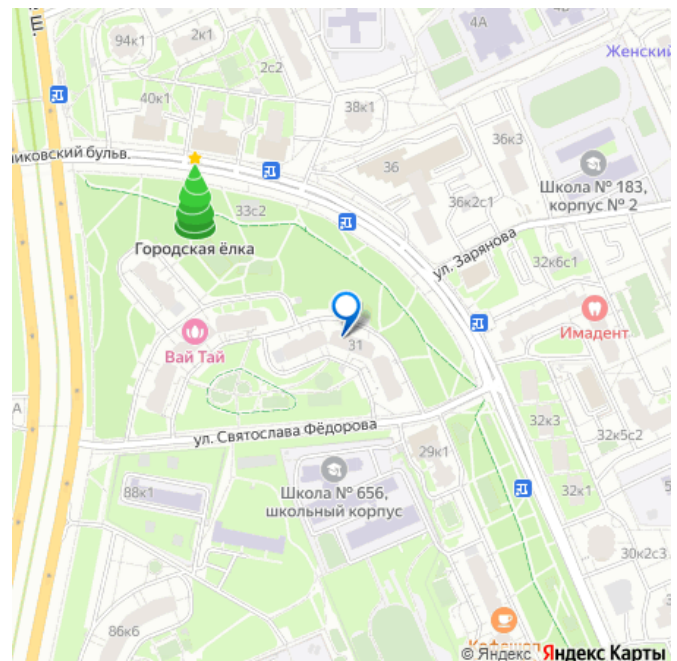 Ш.
94к1
2к1
4А
Женский
2с2
40к1
38к1
36к3
никовский бульв.
36
Школа № 183,
корпус № 2
36к2с1
33с2
Городская ёлка
ул. Зарянова
32к6с1
Имадент
Вай Тай
31
А
ул. Святослава Фёдорова
29к1
32к3
32к5с2
88к1
Школа № 656,
школьный корпус
32к1
5
30к2с3
86к6
© Яндекс Яндекс Карты